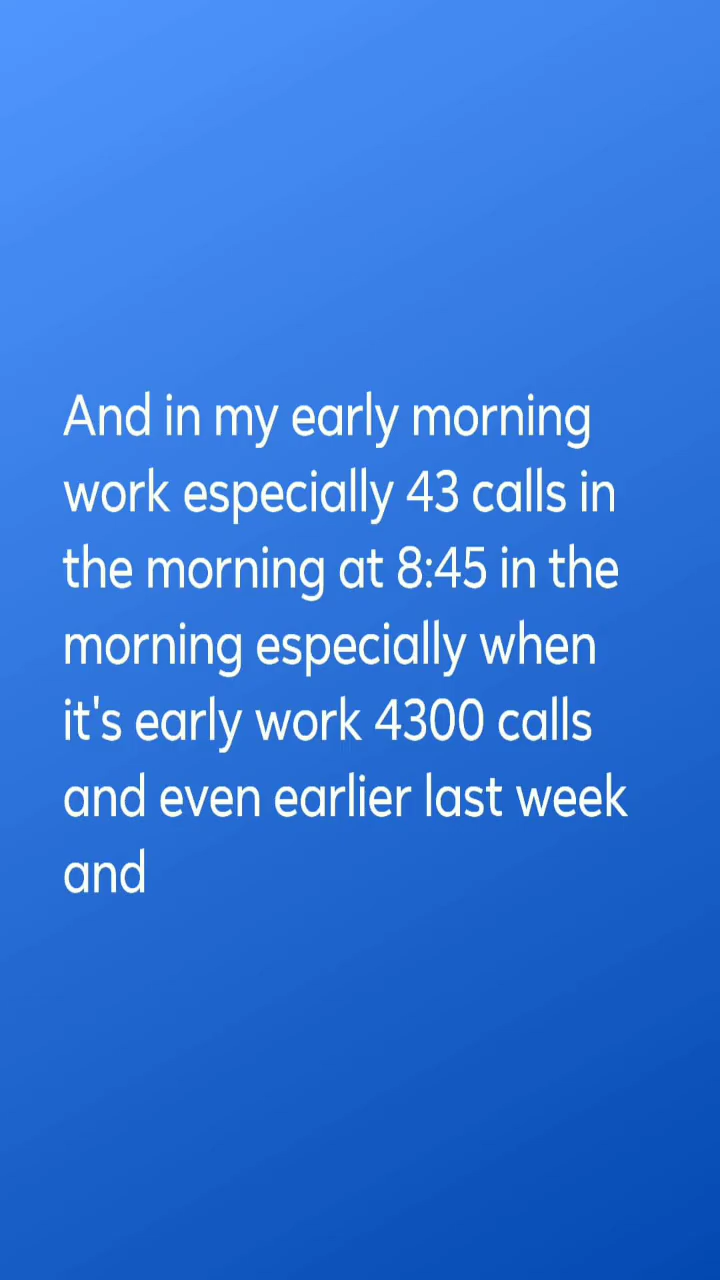 And in my early morning
work especially 43 calls in
the morning at 8:45 in the
morning especially when
it's early work 4300 calls
and even earlier last week
and